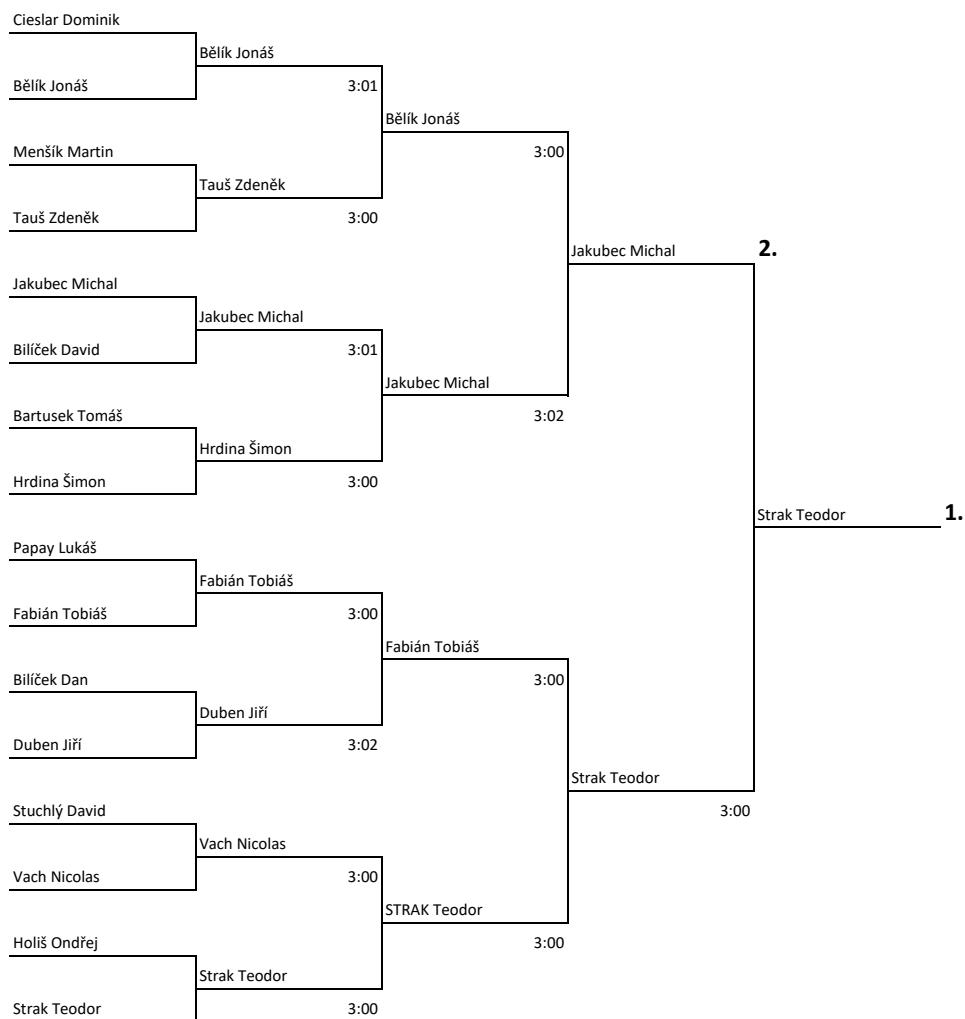 Cieslar Dominik
Bělík Jonáš
Bělík Jonáš 3:01
Bělík Jonáš
Menšík Martin 3:00
Tauš Zdeněk
Tauš Zdeněk 3:00
Jakubec Michal 2.
Jakubec Michal
Jakubec Michal
Bilíček David 3:01
Jakubec Michal
Bartusek Tomáš 3:02
Hrdina Šimon
Hrdina Šimon 3:00
Strak Teodor 1.
Papay Lukáš
Fabián Tobiáš
Fabián Tobiáš 3:00
Fabián Tobiáš
Bilíček Dan 3:00
Duben Jiří
Duben Jiří 3:02
Strak Teodor
Stuchlý David 3:00
Vach Nicolas
Vach Nicolas 3:00
STRAK Teodor
Holiš Ondřej 3:00
Strak Teodor
Strak Teodor 3:00